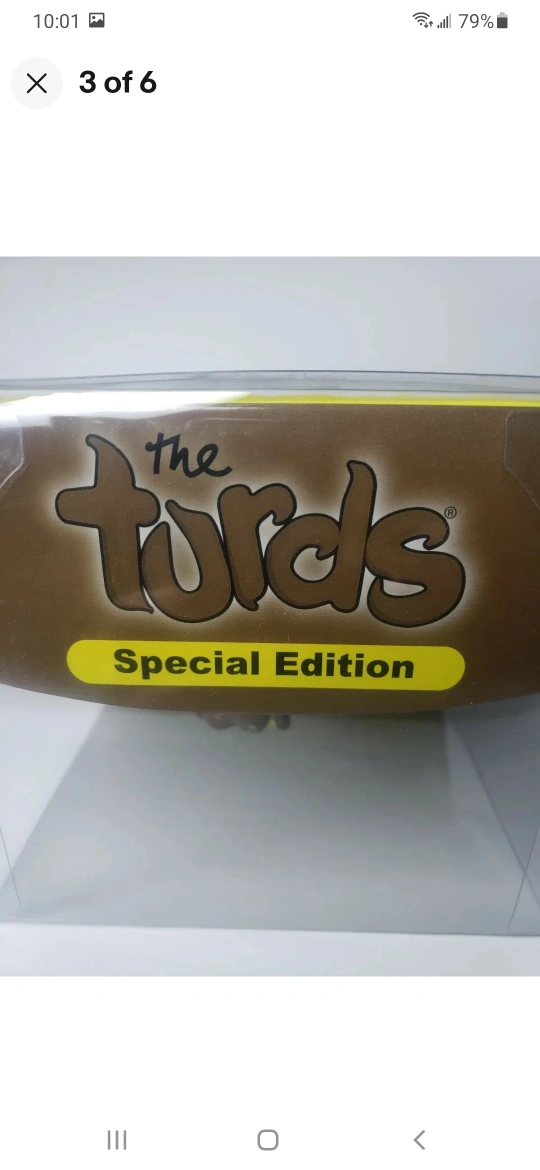 10:01
79%
3 of 6
the
turds®
Special Edition